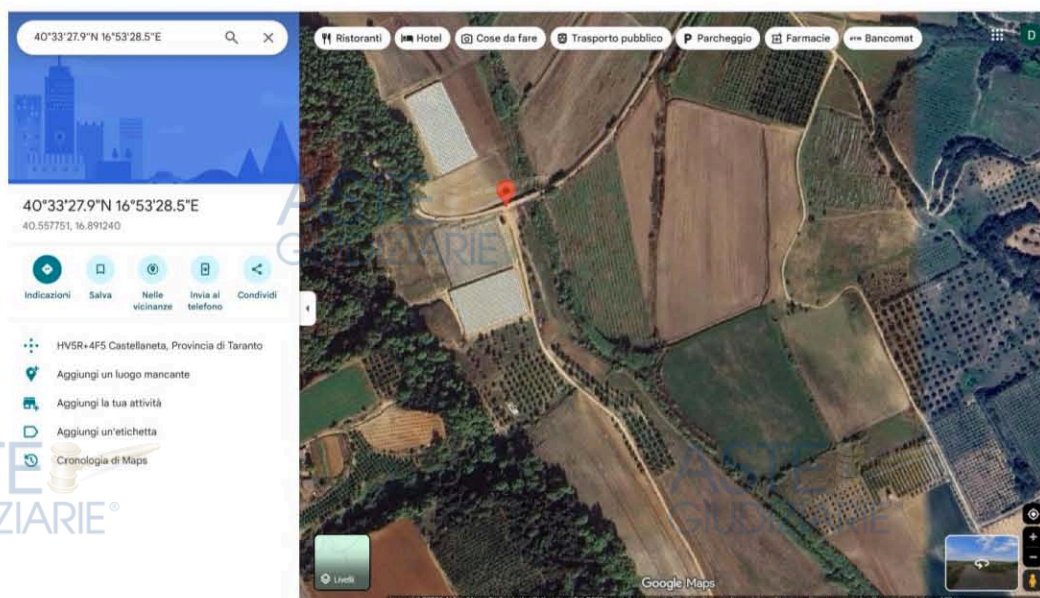 40°33'27.9"N 16°53'28.5"E
Ristoranti
Hotel
Cose da fare
Trasporto pubblico
P Parcheggio
Farmacie
ATM Bancomat
D
40°33'27.9"N 16°53'28.5"E
40.557751, 16.891240
Indicazioni
Salva
Nelle
vicinanze
Invia al
telefono
Condividi
HV5R+4F5 Castellaneta, Provincia di Taranto
Aggiungi un luogo mancante
Aggiungi la tua attività
Aggiungi un'etichetta
Cronologia di Maps
ASTE
GIUDIZIARIE
TE
ZIARIE®
ASTE
GIUDIZIARIE
Livelli
Google Maps